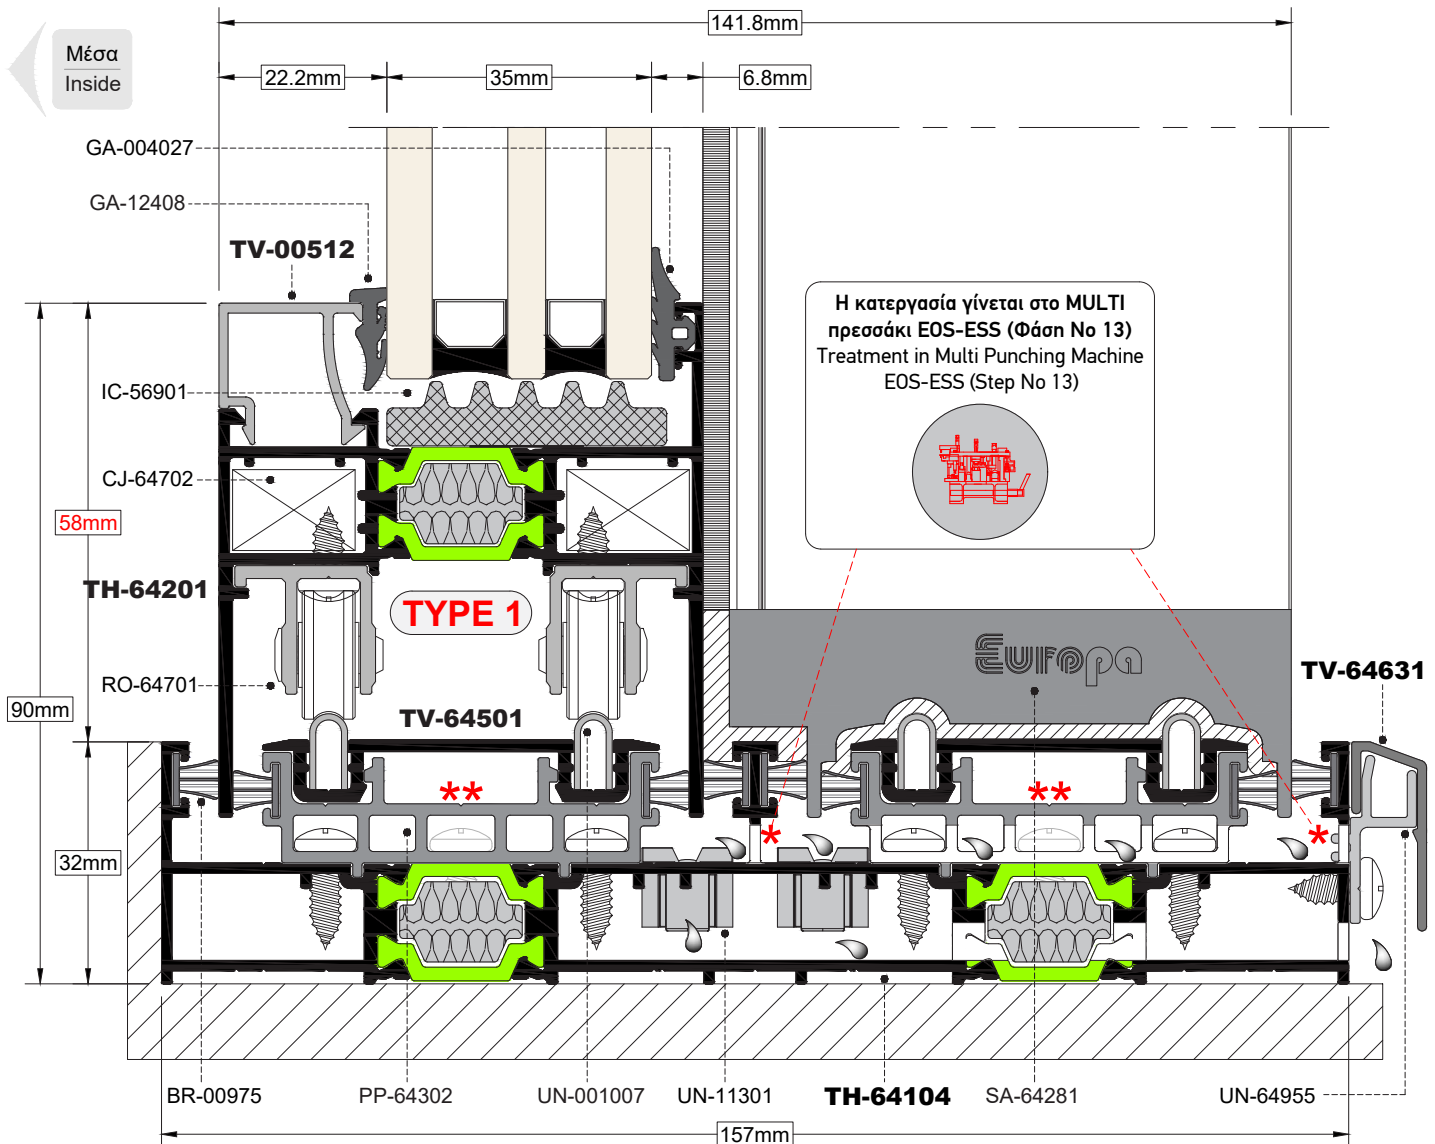 141.8mm
Μέσα
Inside
22.2mm
35mm
6.8mm
GA-004027
GA-12408
TV-00512
Η κατεργασία γίνεται στο MULTI
πρεσσάκι EOS-ESS (Φάση Νο 13)
Treatment in Multi Punching Machine
EOS-ESS (Step No 13)
IC-56901
CJ-64702
58mm
TH-64201
TYPE 1
Europa
RO-64701
TV-64631
90mm
TV-64501
**
**
*
*
32mm
BR-00975
PP-64302
UN-001007
UN-11301
TH-64104
SA-64281
UN-64955
157mm